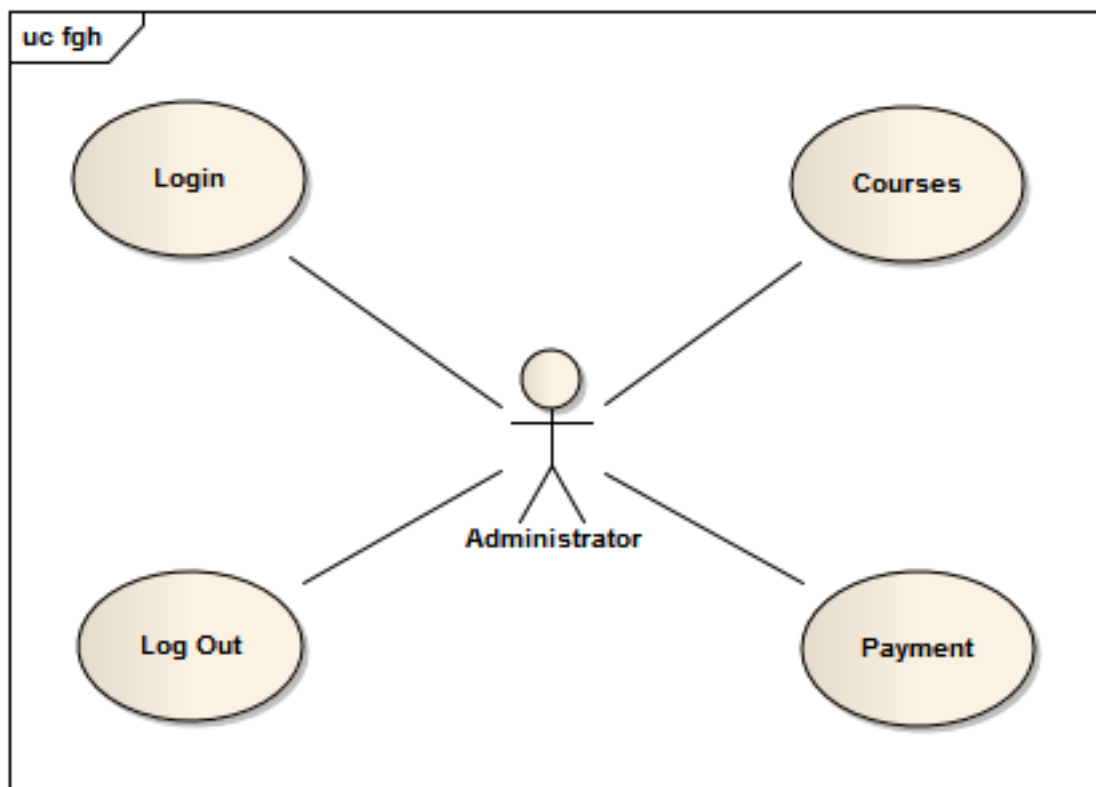 uc fgh
Login
Courses
Administrator
Log Out
Payment